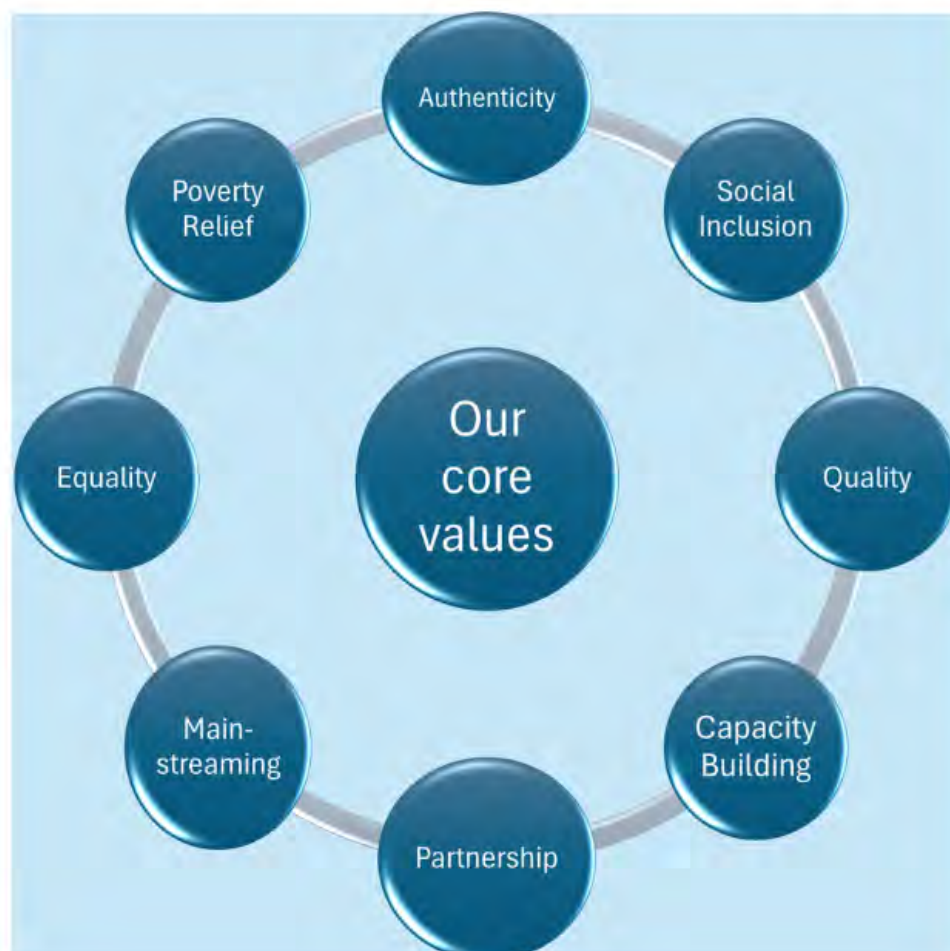 Authenticity
Social
Inclusion
Quality
Capacity
Building
Partnership
Main-
streaming
Equality
Poverty
Relief
Our
core
values